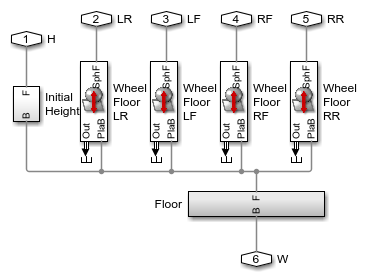 2 LR
3 LF
4 RF
5 RR
1 H
F
B
Initial
Height
SphF
Out
PlaB
Wheel
Floor
LR
SphF
Out
PlaB
Wheel
Floor
LF
SphF
Out
PlaB
Wheel
Floor
RF
SphF
Out
PlaB
Wheel
Floor
RR
Floor
F
B
6 W